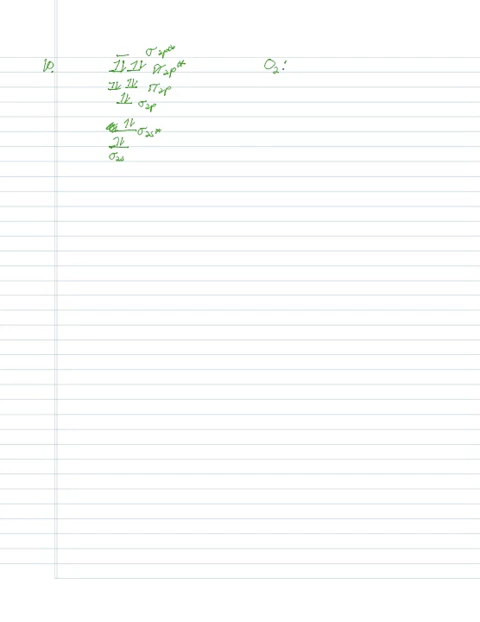 σ2p*
10. ⥮ ⥮ π2p* O2:
⥮ ⥮ π2p
⥮ σ2p
⥮ σ2s*
⥮
σ2s